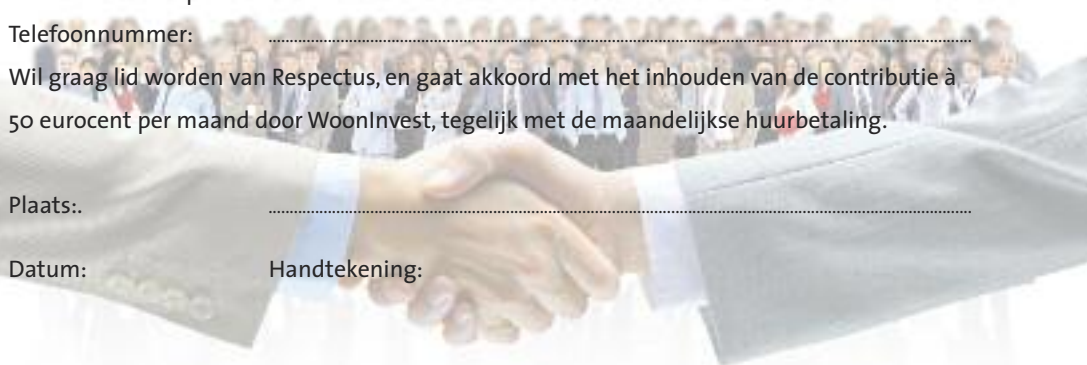 Telefoonnummer: ........................................................................
Wil graag lid worden van Respectus, en gaat akkoord met het inhouden van de contributie à
50 eurocent per maand door WoonInvest, tegelijk met de maandelijkse huurbetaling.
Plaats:. ........................................................................
Datum: Handtekening: